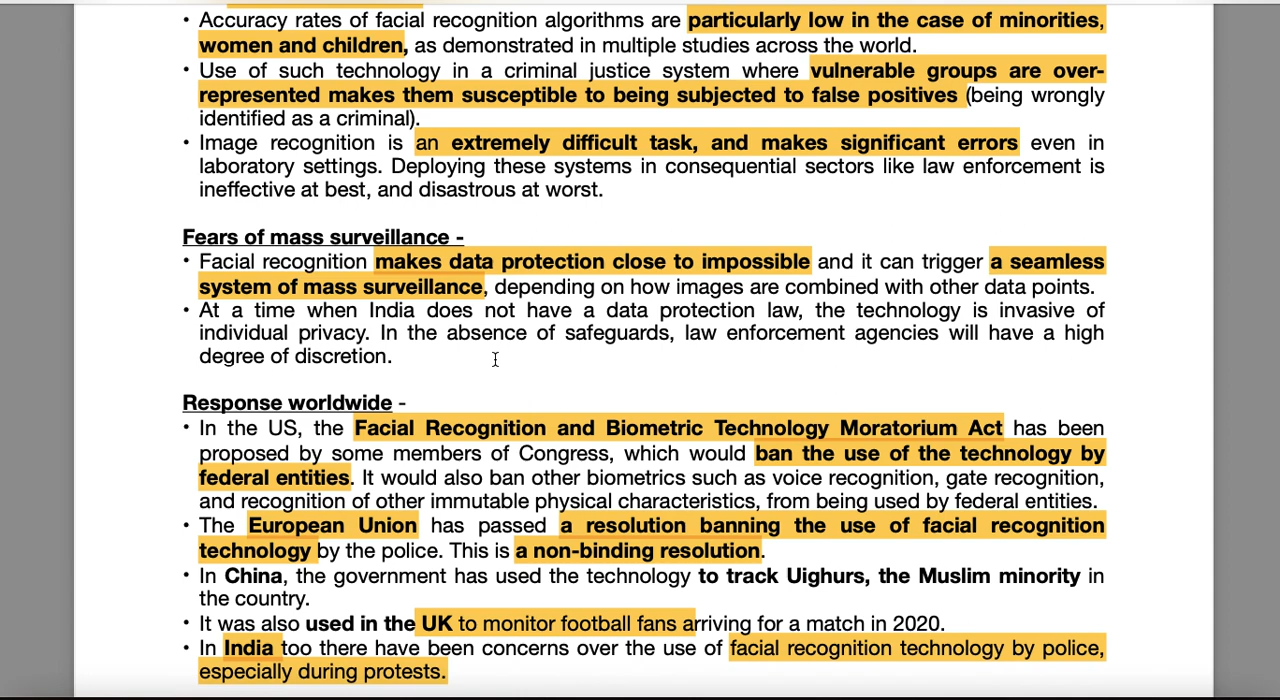 • Accuracy rates of facial recognition algorithms are particularly low in the case of minorities,
women and children, as demonstrated in multiple studies across the world.
• Use of such technology in a criminal justice system where vulnerable groups are over-
represented makes them susceptible to being subjected to false positives (being wrongly
identified as a criminal).
• Image recognition is an extremely difficult task, and makes significant errors even in
laboratory settings. Deploying these systems in consequential sectors like law enforcement is
ineffective at best, and disastrous at worst.
Fears of mass surveillance -
• Facial recognition makes data protection close to impossible and it can trigger a seamless
system of mass surveillance, depending on how images are combined with other data points.
• At a time when India does not have a data protection law, the technology is invasive of
individual privacy. In the absence of safeguards, law enforcement agencies will have a high
degree of discretion.
Response worldwide -
• In the US, the Facial Recognition and Biometric Technology Moratorium Act has been
proposed by some members of Congress, which would ban the use of the technology by
federal entities. It would also ban other biometrics such as voice recognition, gate recognition,
and recognition of other immutable physical characteristics, from being used by federal entities.
• The European Union has passed a resolution banning the use of facial recognition
technology by the police. This is a non-binding resolution.
• In China, the government has used the technology to track Uighurs, the Muslim minority in
the country.
• It was also used in the UK to monitor football fans arriving for a match in 2020.
• In India too there have been concerns over the use of facial recognition technology by police,
especially during protests.